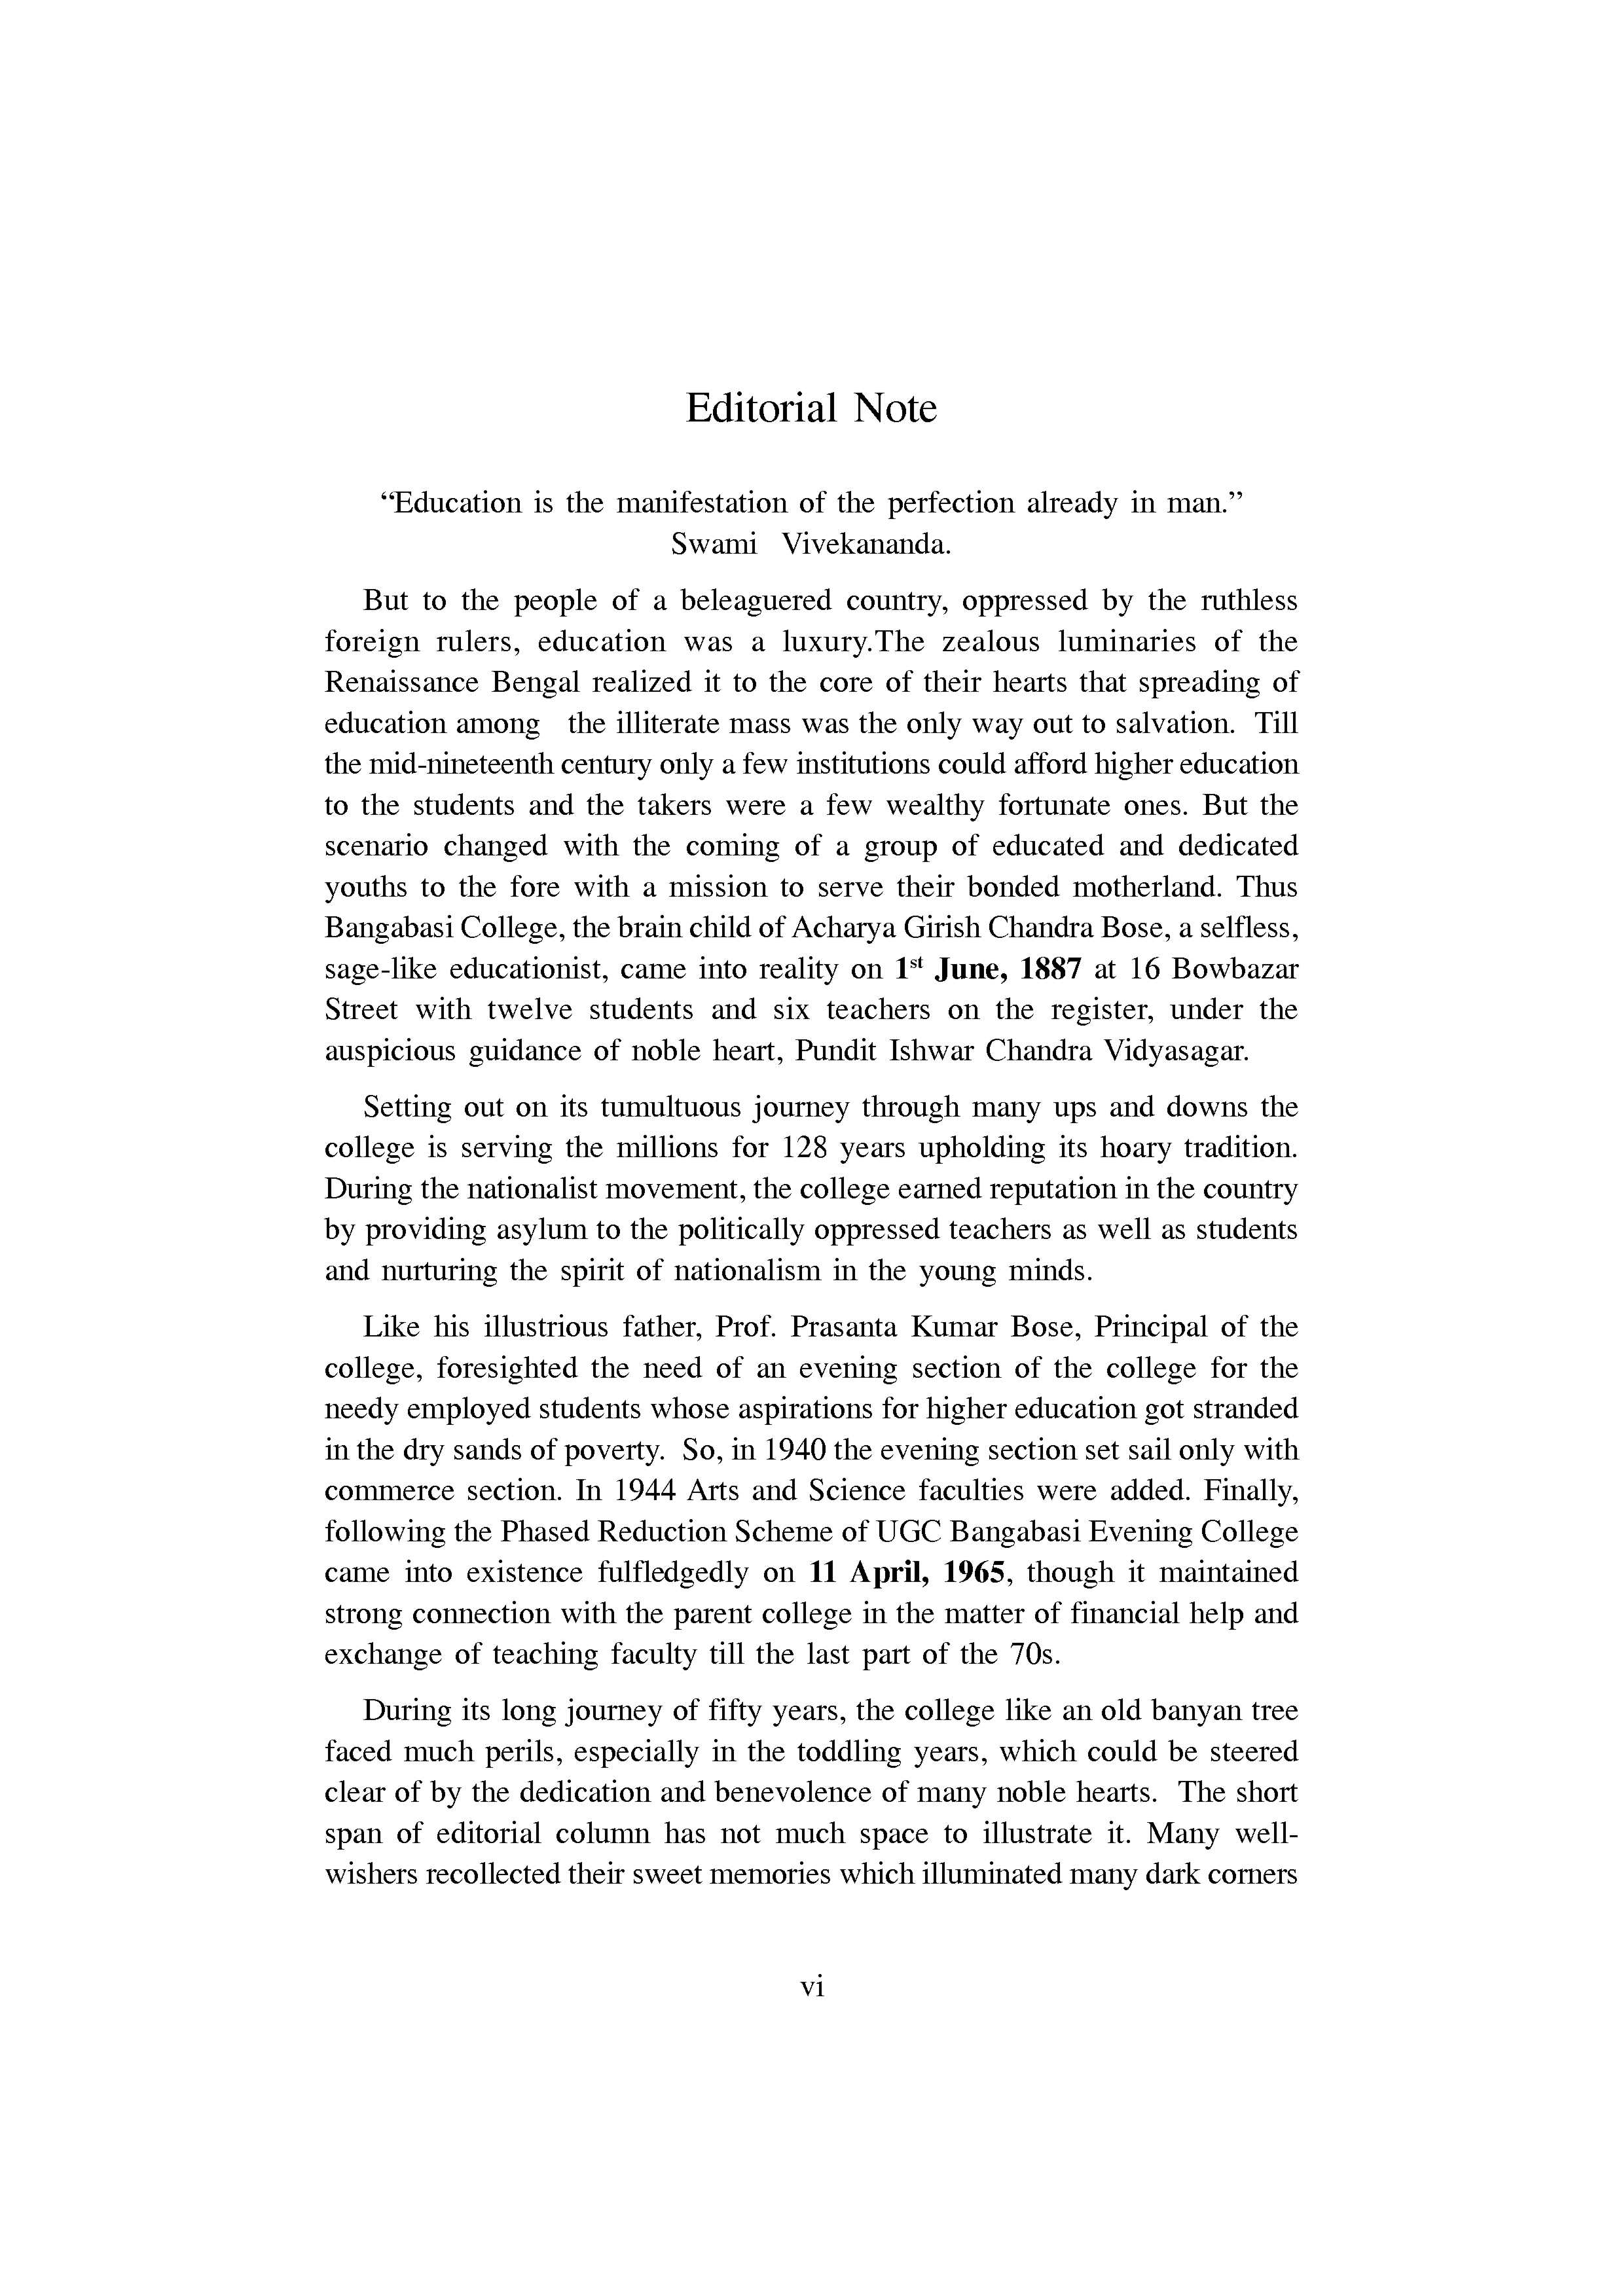 Editorial Note
“Education is the manifestation of the perfection already in man.”
Swami Vivekananda.
But to the people of a beleaguered country, oppressed by the ruthless
foreign rulers, education was a luxury.The zealous luminaries of the
Renaissance Bengal realized it to the core of their hearts that spreading of
education among the illiterate mass was the only way out to salvation. Till
the mid-nineteenth century only a few institutions could afford higher education
to the students and the takers were a few wealthy fortunate ones. But the
scenario changed with the coming of a group of educated and dedicated
youths to the fore with a mission to serve their bonded motherland. Thus
Bangabasi College, the brain child of Acharya Girish Chandra Bose, a selfless,
sage-like educationist, came into reality on 1st June, 1887 at 16 Bowbazar
Street with twelve students and six teachers on the register, under the
auspicious guidance of noble heart, Pundit Ishwar Chandra Vidyasagar.
Setting out on its tumultuous journey through many ups and downs the
college is serving the millions for 128 years upholding its hoary tradition.
During the nationalist movement, the college earned reputation in the country
by providing asylum to the politically oppressed teachers as well as students
and nurturing the spirit of nationalism in the young minds.
Like his illustrious father, Prof. Prasanta Kumar Bose, Principal of the
college, foresighted the need of an evening section of the college for the
needy employed students whose aspirations for higher education got stranded
in the dry sands of poverty. So, in 1940 the evening section set sail only with
commerce section. In 1944 Arts and Science faculties were added. Finally,
following the Phased Reduction Scheme of UGC Bangabasi Evening College
came into existence fulfledgedly on 11 April, 1965, though it maintained
strong connection with the parent college in the matter of financial help and
exchange of teaching faculty till the last part of the 70s.
During its long journey of fifty years, the college like an old banyan tree
faced much perils, especially in the toddling years, which could be steered
clear of by the dedication and benevolence of many noble hearts. The short
span of editorial column has not much space to illustrate it. Many well-
wishers recollected their sweet memories which illuminated many dark corners
vi